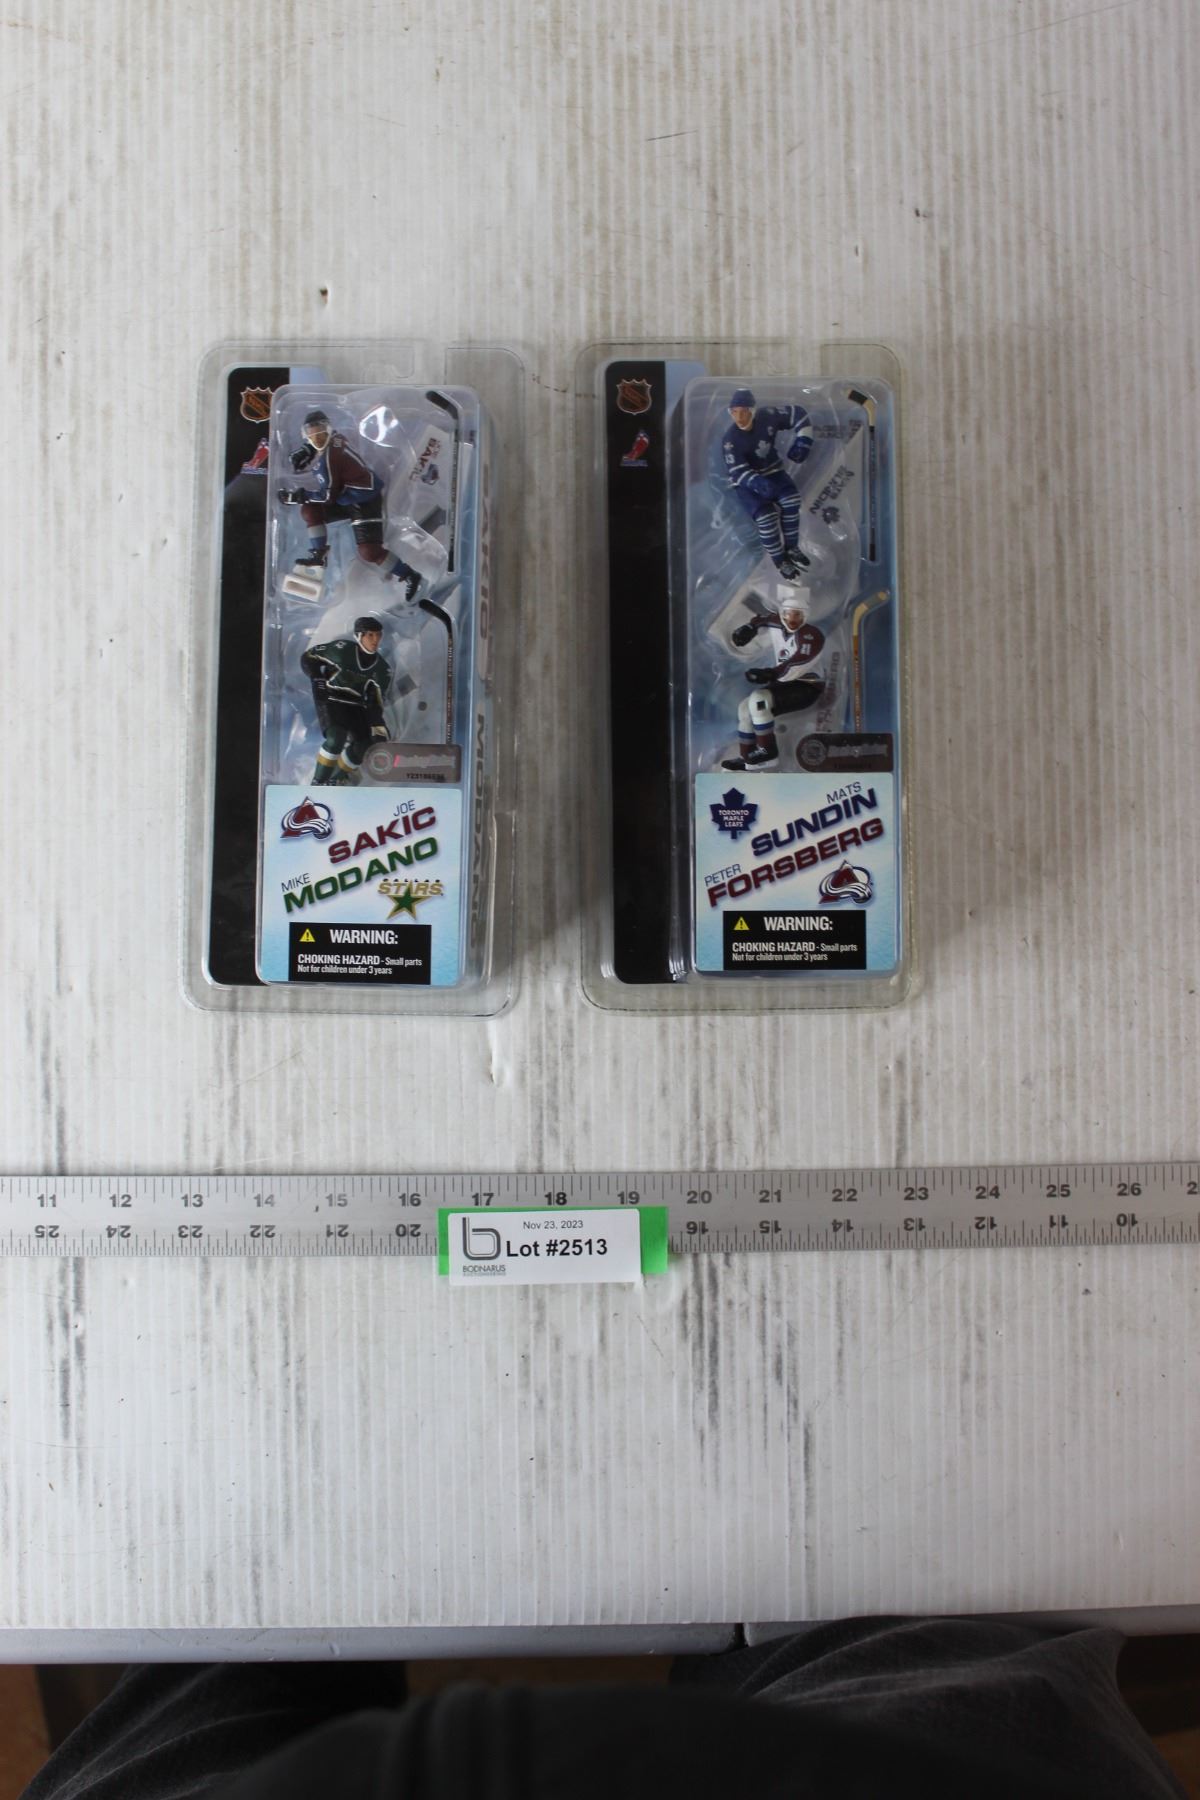 JOE
SAKIC
MIKE
MODANO
STARS
WARNING:
CHOKING HAZARD - Small parts
Not for children under 3 years
TORONTO
MAPLE
LEAFS
MATS
SUNDIN
PETER
FORSBERG
WARNING:
CHOKING HAZARD - Small parts
Not for children under 3 years
11 12 13 14 15 16 17 18 19 20 21 22 23 24 25 26
25 24 23 22 21 20 16 15 14 13 12 11 10
Nov 23, 2023
Lot #2513
BODNARUS
AUCTIONEERING